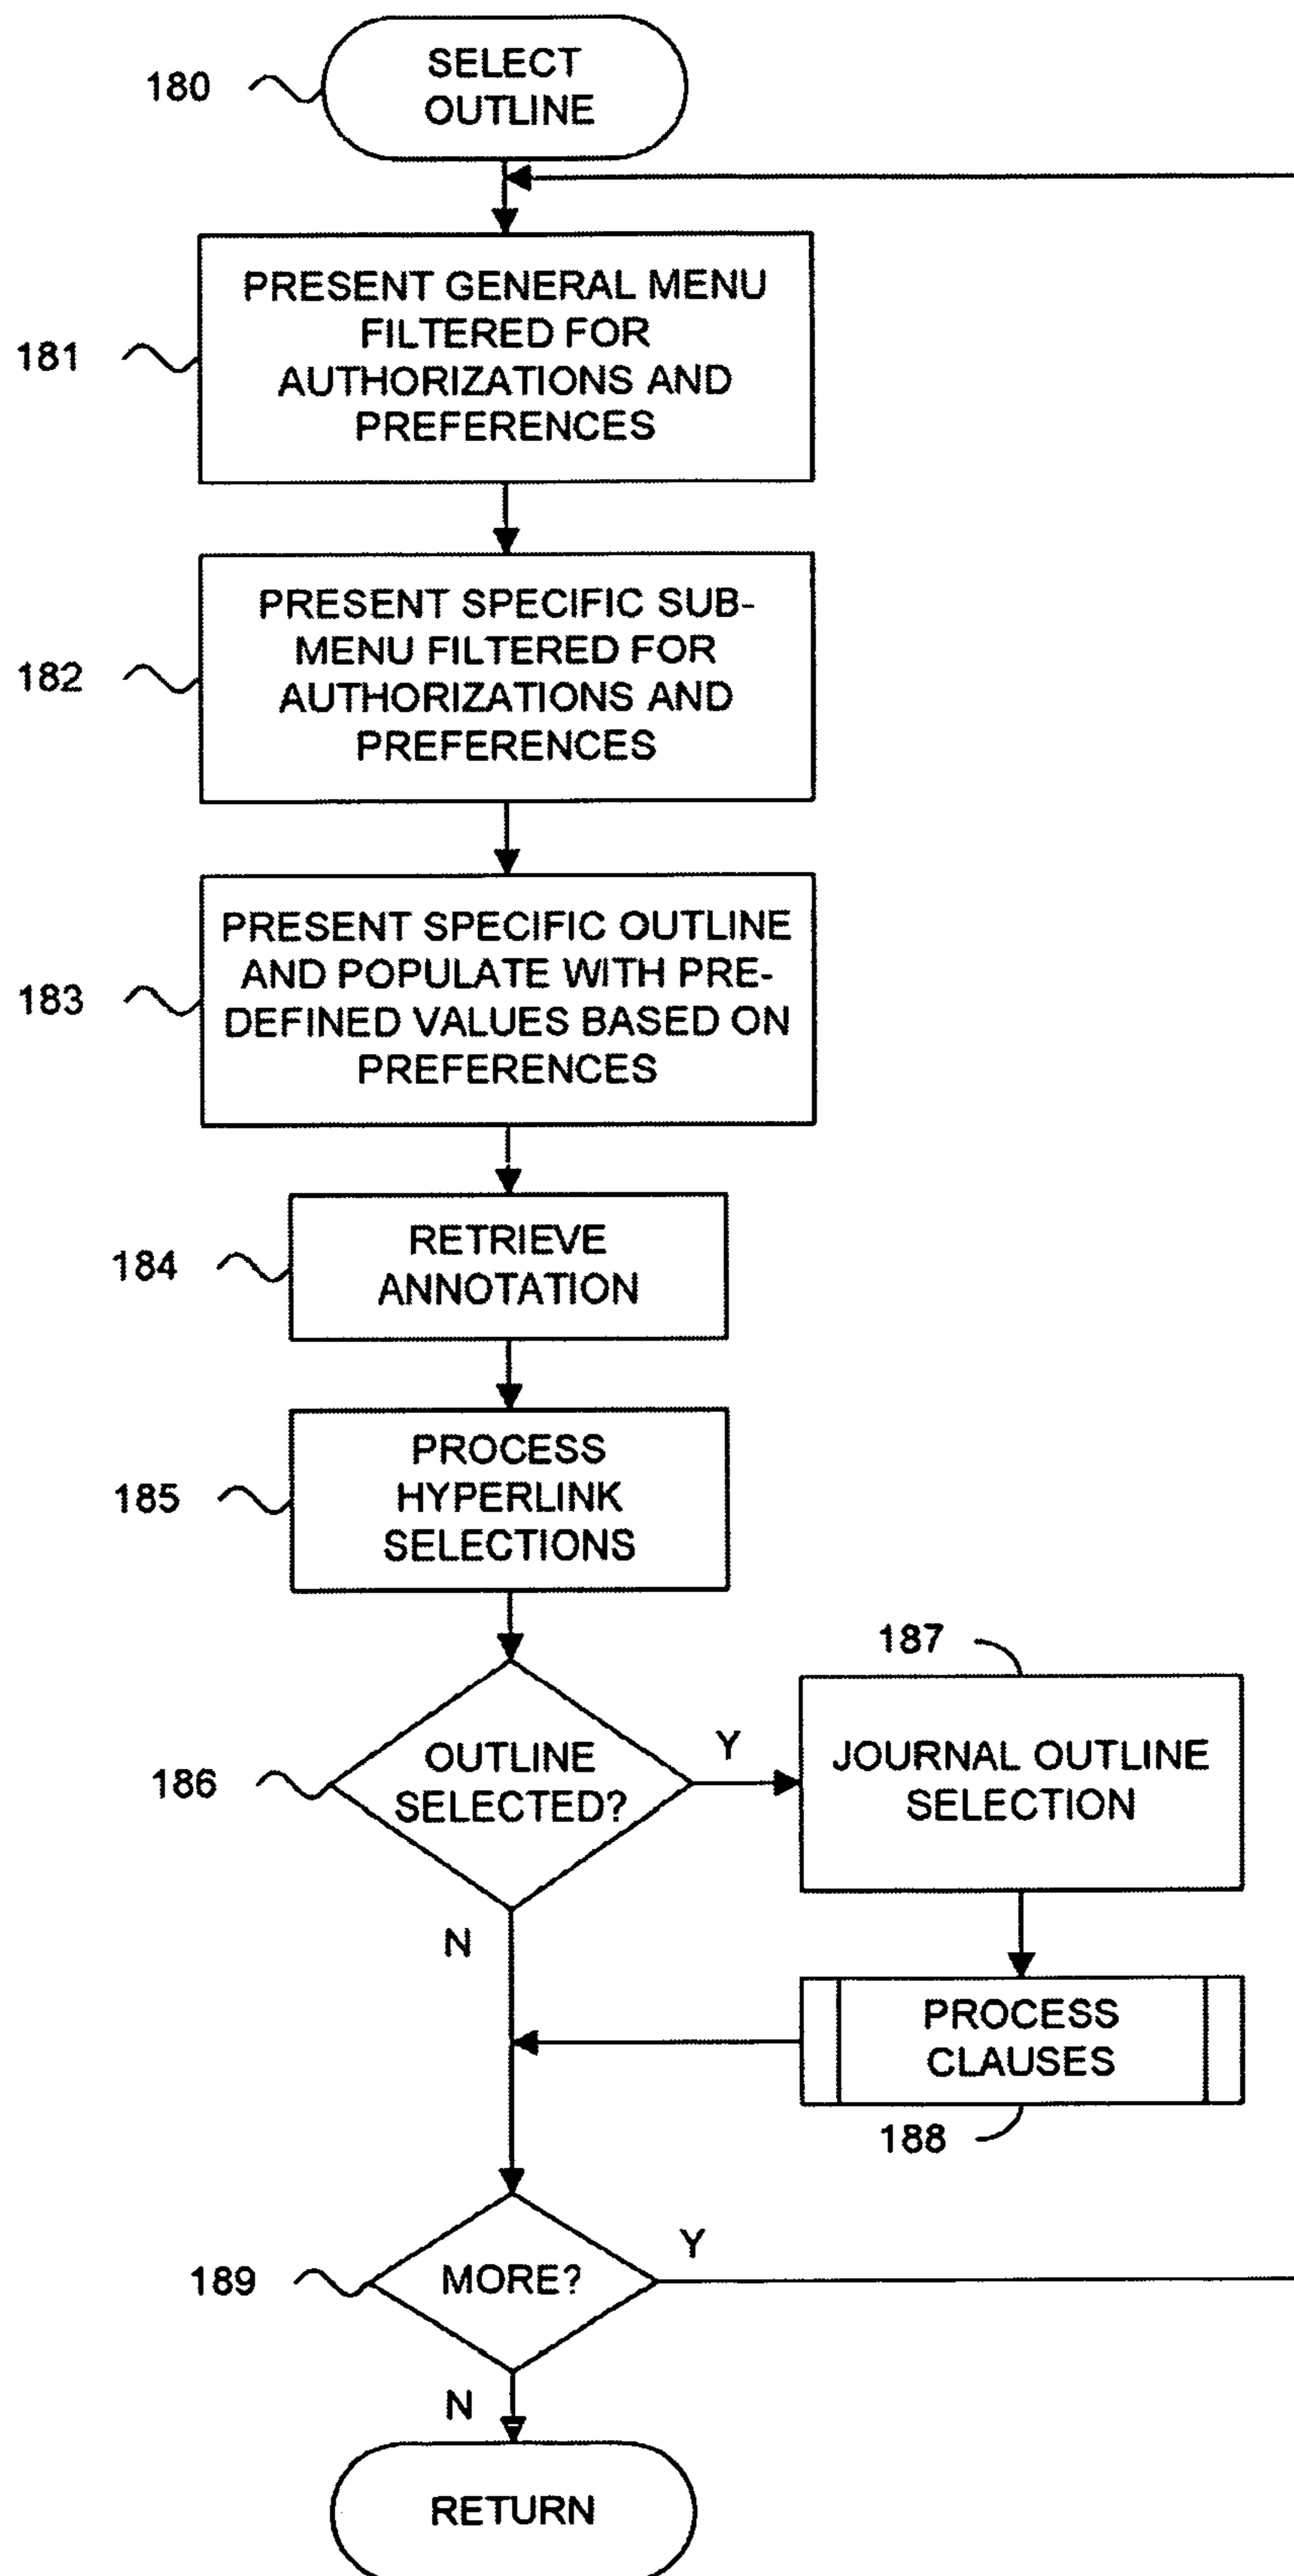 180
SELECT
OUTLINE
181
PRESENT GENERAL MENU
FILTERED FOR
AUTHORIZATIONS AND
PREFERENCES
182
PRESENT SPECIFIC SUB-
MENU FILTERED FOR
AUTHORIZATIONS AND
PREFERENCES
183
PRESENT SPECIFIC OUTLINE
AND POPULATE WITH PRE-
DEFINED VALUES BASED ON
PREFERENCES
184
RETRIEVE
ANNOTATION
185
PROCESS
HYPERLINK
SELECTIONS
186
OUTLINE
SELECTED?
Y
187
JOURNAL OUTLINE
SELECTION
N
PROCESS
CLAUSES
188
189
MORE?
Y
N
RETURN